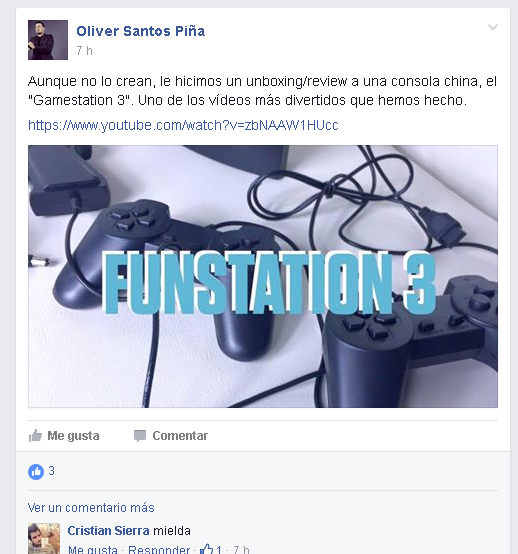 Oliver Santos Piña
7 h
Aunque no lo crean, le hicimos un unboxing/review a una consola china, el
"Gamestation 3". Uno de los vídeos más divertidos que hemos hecho.
https://www.youtube.com/watch?v=zbNAAW1HUcc
FUNSTATION 3
Me gusta Comentar
3
Ver un comentario más
Cristian Sierra mielda
Me gusta · Responder · 1 · 7 h